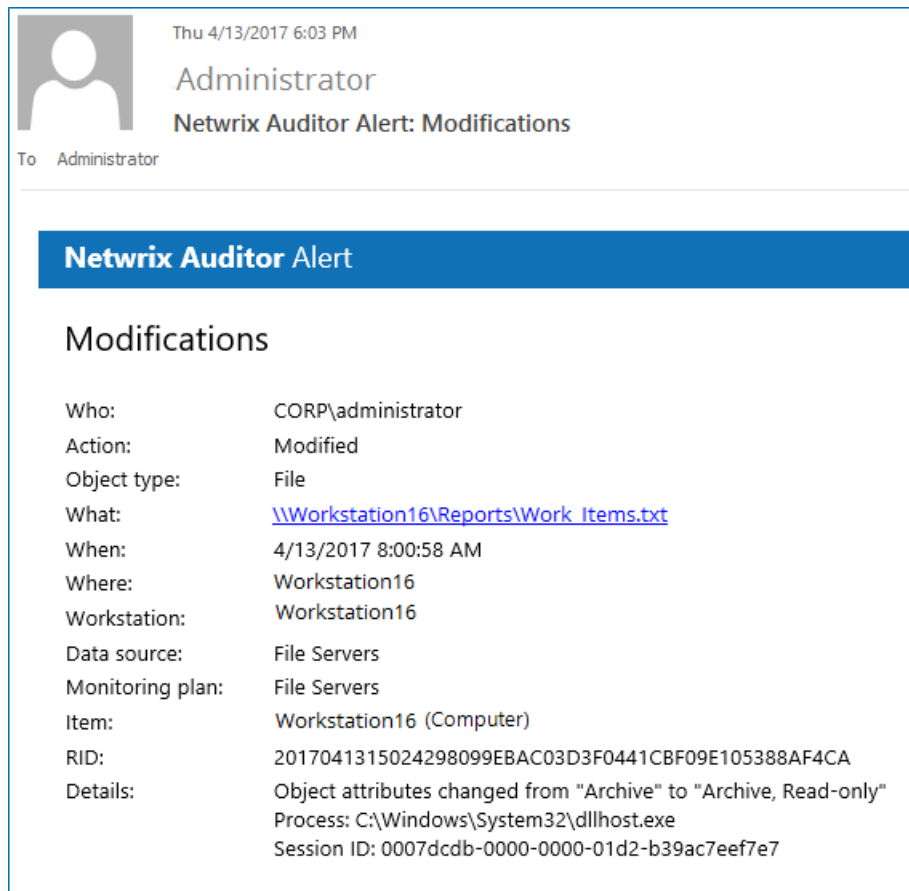 Thu 4/13/2017 6:03 PM
Administrator
Netwrix Auditor Alert: Modifications
To Administrator
Netwrix Auditor Alert
Modifications
Who: CORP\administrator
Action: Modified
Object type: File
What: \\Workstation16\Reports\Work_Items.txt
When: 4/13/2017 8:00:58 AM
Where: Workstation16
Workstation: Workstation16
Data source: File Servers
Monitoring plan: File Servers
Item: Workstation16 (Computer)
RID: 2017041315024298099EBAC03D3F0441CBF09E105388AF4CA
Details: Object attributes changed from "Archive" to "Archive, Read-only"
Process: C:\Windows\System32\dllhost.exe
Session ID: 0007dcdb-0000-0000-01d2-b39ac7eef7e7